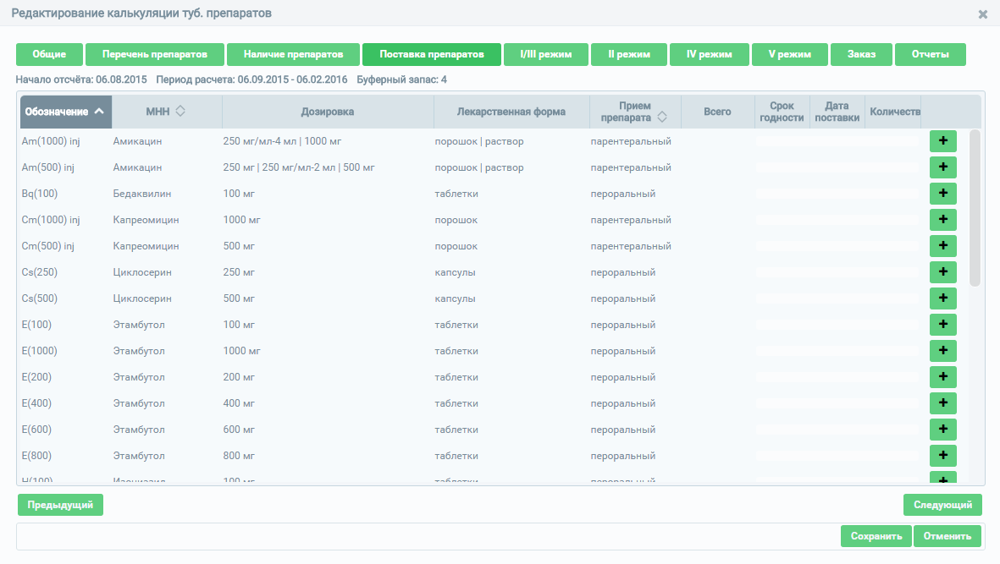 Редактирование калькуляции туб. препаратов
Общие Перечень препаратов Наличие препаратов Поставка препаратов I/III режим II режим IV режим V режим Заказ Отчеты
Начало отсчёта: 06.08.2015 Период расчета: 06.09.2015 - 06.02.2016 Буферный запас: 4
Обозначение МНН Дозировка Лекарственная форма Прием препарата Всего Срок годности Дата поставки Количеств
Am(1000) inj Амикацин 250 мг/мл-4 мл | 1000 мг порошок | раствор парентеральный
Am(500) inj Амикацин 250 мг | 250 мг/мл-2 мл | 500 мг порошок | раствор парентеральный
Bq(100) Бедаквилин 100 мг таблетки пероральный
Cm(1000) inj Капреомицин 1000 мг порошок парентеральный
Cm(500) inj Капреомицин 500 мг порошок парентеральный
Cs(250) Циклосерин 250 мг капсулы пероральный
Cs(500) Циклосерин 500 мг капсулы пероральный
E(100) Этамбутол 100 мг таблетки пероральный
E(1000) Этамбутол 1000 мг таблетки пероральный
E(200) Этамбутол 200 мг таблетки пероральный
E(400) Этамбутол 400 мг таблетки пероральный
E(600) Этамбутол 600 мг таблетки пероральный
E(800) Этамбутол 800 мг таблетки пероральный
H(100) Изониазид 100 мг таблетки пероральный
Предыдущий Следующий
Сохранить Отменить